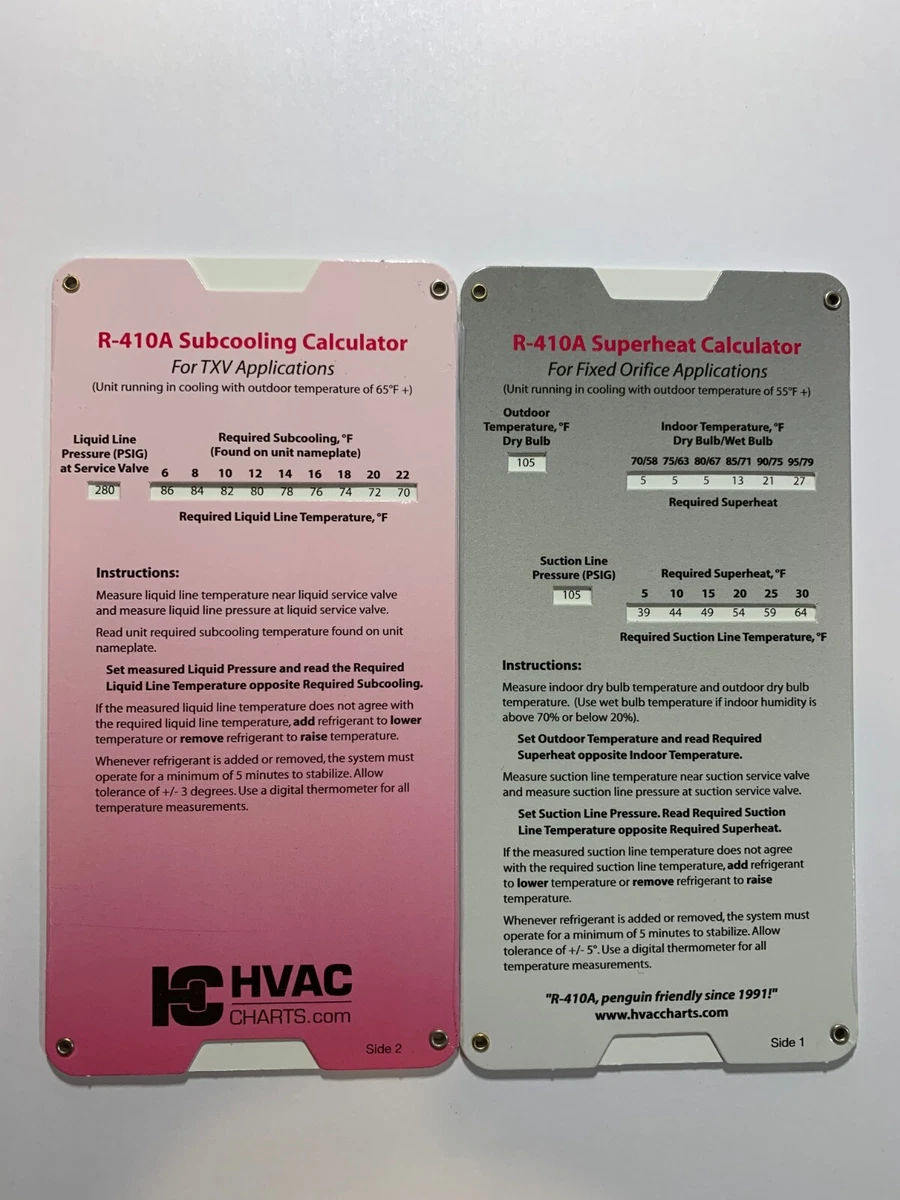 R-410A Subcooling Calculator
For TXV Applications
(Unit running in cooling with outdoor temperature of 65°F +)
Liquid Line
Pressure (PSIG)
at Service Valve
280
Required Subcooling, °F
(Found on unit nameplate)
6 8 10 12 14 16 18 20 22
86 84 82 80 78 76 74 72 70
Required Liquid Line Temperature, °F
Instructions:
Measure liquid line temperature near liquid service valve
and measure liquid line pressure at liquid service valve.
Read unit required subcooling temperature found on unit
nameplate.
Set measured Liquid Pressure and read the Required
Liquid Line Temperature opposite Required Subcooling.
If the measured liquid line temperature does not agree with
the required liquid line temperature, add refrigerant to lower
temperature or remove refrigerant to raise temperature.
Whenever refrigerant is added or removed, the system must
operate for a minimum of 5 minutes to stabilize. Allow
tolerance of +/- 3 degrees. Use a digital thermometer for all
temperature measurements.
HVAC
CHARTS.com
Side 2
R-410A Superheat Calculator
For Fixed Orifice Applications
(Unit running in cooling with outdoor temperature of 55°F +)
Outdoor
Temperature, °F
Dry Bulb
105
Indoor Temperature, °F
Dry Bulb/Wet Bulb
70/58 75/63 80/67 85/71 90/75 95/79
5 5 5 13 21 27
Required Superheat
Suction Line
Pressure (PSIG)
105
Required Superheat, °F
5 10 15 20 25 30
39 44 49 54 59 64
Required Suction Line Temperature, °F
Instructions:
Measure indoor dry bulb temperature and outdoor dry bulb
temperature. (Use wet bulb temperature if indoor humidity is
above 70% or below 20%).
Set Outdoor Temperature and read Required
Superheat opposite Indoor Temperature.
Measure suction line temperature near suction service valve
and measure suction line pressure at suction service valve.
Set Suction Line Pressure. Read Required Suction
Line Temperature opposite Required Superheat.
If the measured suction line temperature does not agree
with the required suction line temperature, add refrigerant
to lower temperature or remove refrigerant to raise
temperature.
Whenever refrigerant is added or removed, the system must
operate for a minimum of 5 minutes to stabilize. Allow
tolerance of +/- 5°. Use a digital thermometer for all
temperature measurements.
"R-410A, penguin friendly since 1991!"
www.hvaccharts.com
Side 1